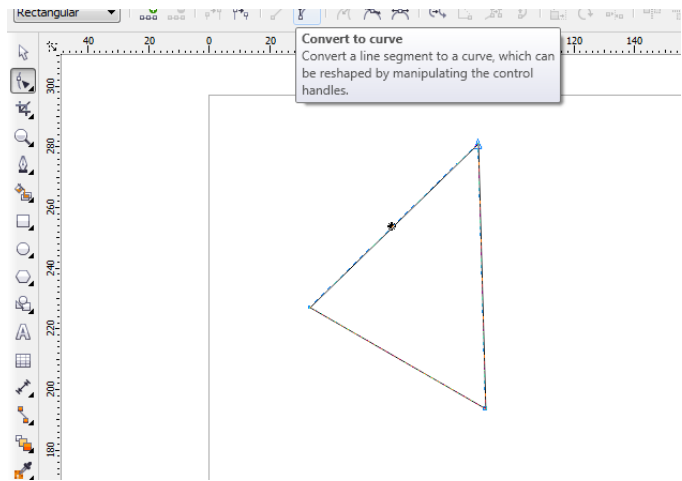 Rectangular
Convert to curve
Convert a line segment to a curve, which can
be reshaped by manipulating the control
handles.
40 20 0 20 120 140
300
280
260
240
220
200
180